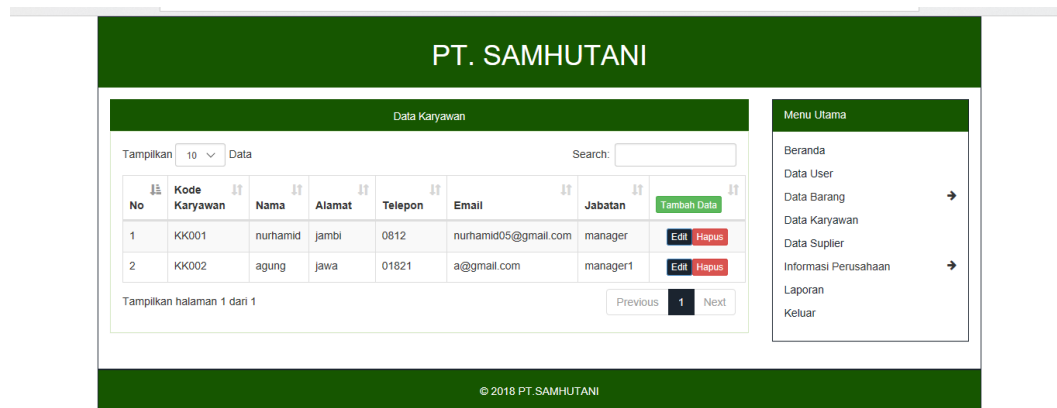 PT. SAMHUTANI
Data Karyawan
Tampilkan 10 Data
Search:
No Kode Karyawan Nama Alamat Telepon Email Jabatan Tambah Data
1 KK001 nurhamid jambi 0812 nurhamid05@gmail.com manager Edit Hapus
2 KK002 agung jawa 01821 a@gmail.com manager1 Edit Hapus
Tampilkan halaman 1 dari 1
Previous 1 Next
Menu Utama
Beranda
Data User
Data Barang
Data Karyawan
Data Suplier
Informasi Perusahaan
Laporan
Keluar
© 2018 PT.SAMHUTANI